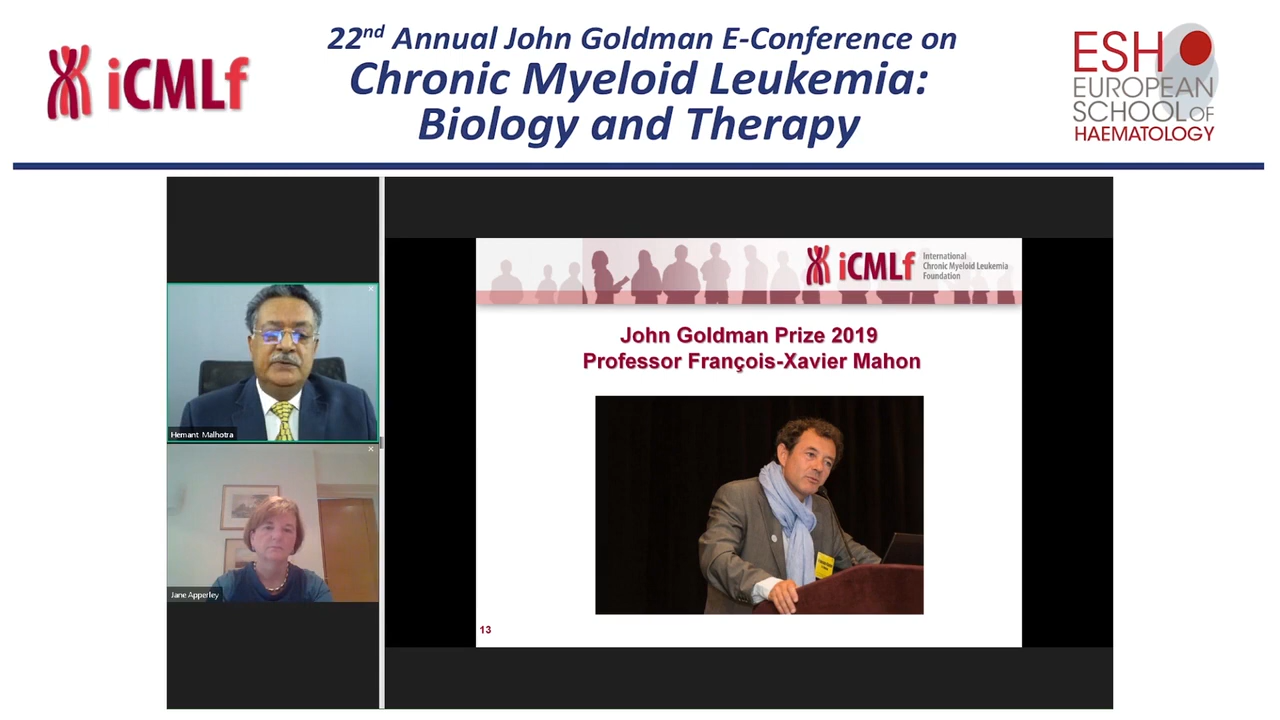 22nd Annual John Goldman E-Conference on
Chronic Myeloid Leukemia:
Biology and Therapy
iCMLf
ESH
EUROPEAN
SCHOOL OF
HAEMATOLOGY
Hemant Malhotra
Jane Apperley
iCMLf
International
Chronic Myeloid Leukemia
Foundation
John Goldman Prize 2019
Professor François-Xavier Mahon
13